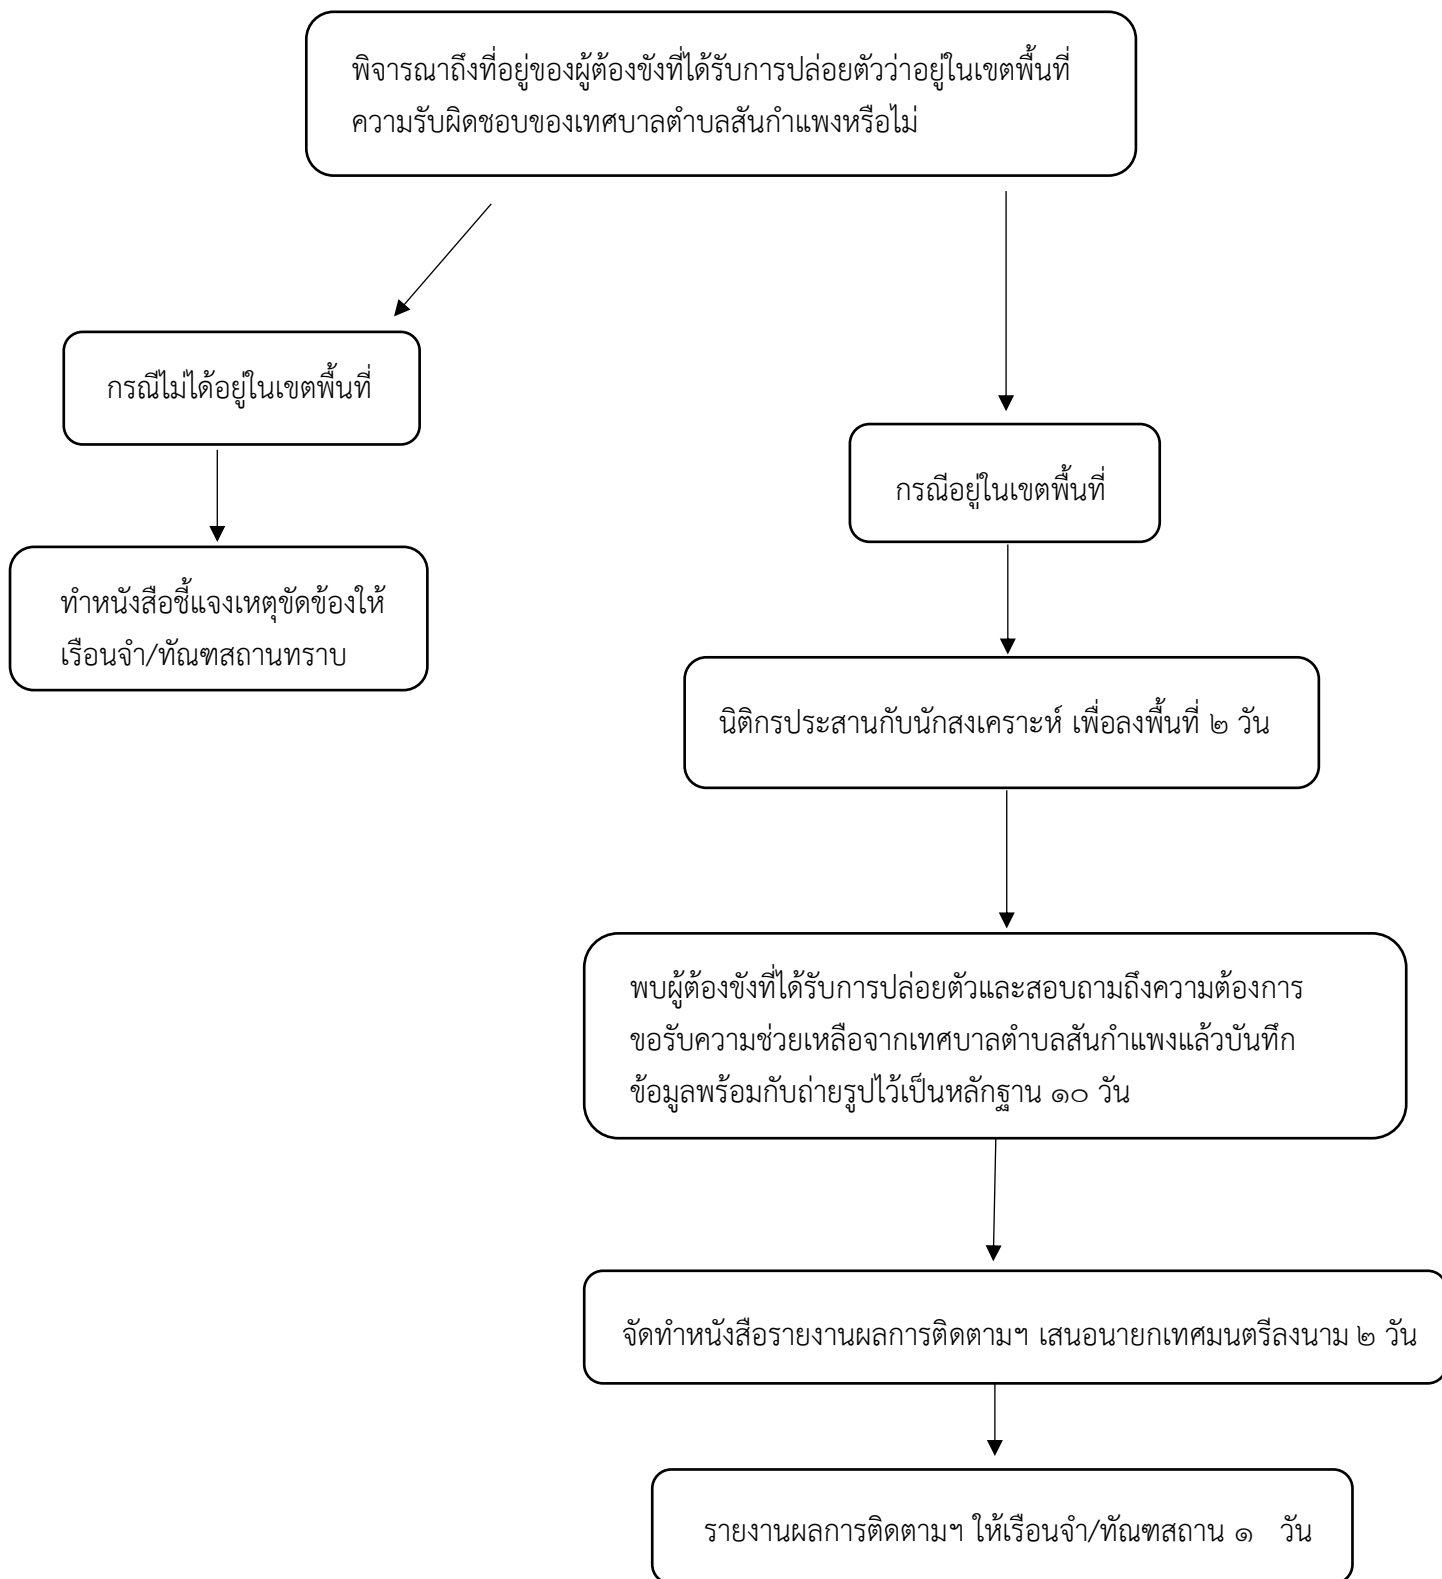 พิจารณาถึงที่อยู่ของผู้ต้องขังที่ได้รับการปล่อยตัวว่าอยู่ในเขตพื้นที่
ความรับผิดชอบของเทศบาลตำบลสันกำแพงหรือไม่
กรณีไม่ได้อยู่ในเขตพื้นที่
กรณีอยู่ในเขตพื้นที่
ทำหนังสือชี้แจงเหตุขัดข้องให้
เรือนจำ/ทัณฑสถานทราบ
นิติกรประสานกับนักสงเคราะห์ เพื่อลงพื้นที่ ๒ วัน
พบผู้ต้องขังที่ได้รับการปล่อยตัวและสอบถามถึงความต้องการ
ขอรับความช่วยเหลือจากเทศบาลตำบลสันกำแพงแล้วบันทึก
ข้อมูลพร้อมกับถ่ายรูปไว้เป็นหลักฐาน ๑๐ วัน
จัดทำหนังสือรายงานผลการติดตามฯ เสนอนายกเทศมนตรีลงนาม ๒ วัน
รายงานผลการติดตามฯ ให้เรือนจำ/ทัณฑสถาน ๑ วัน